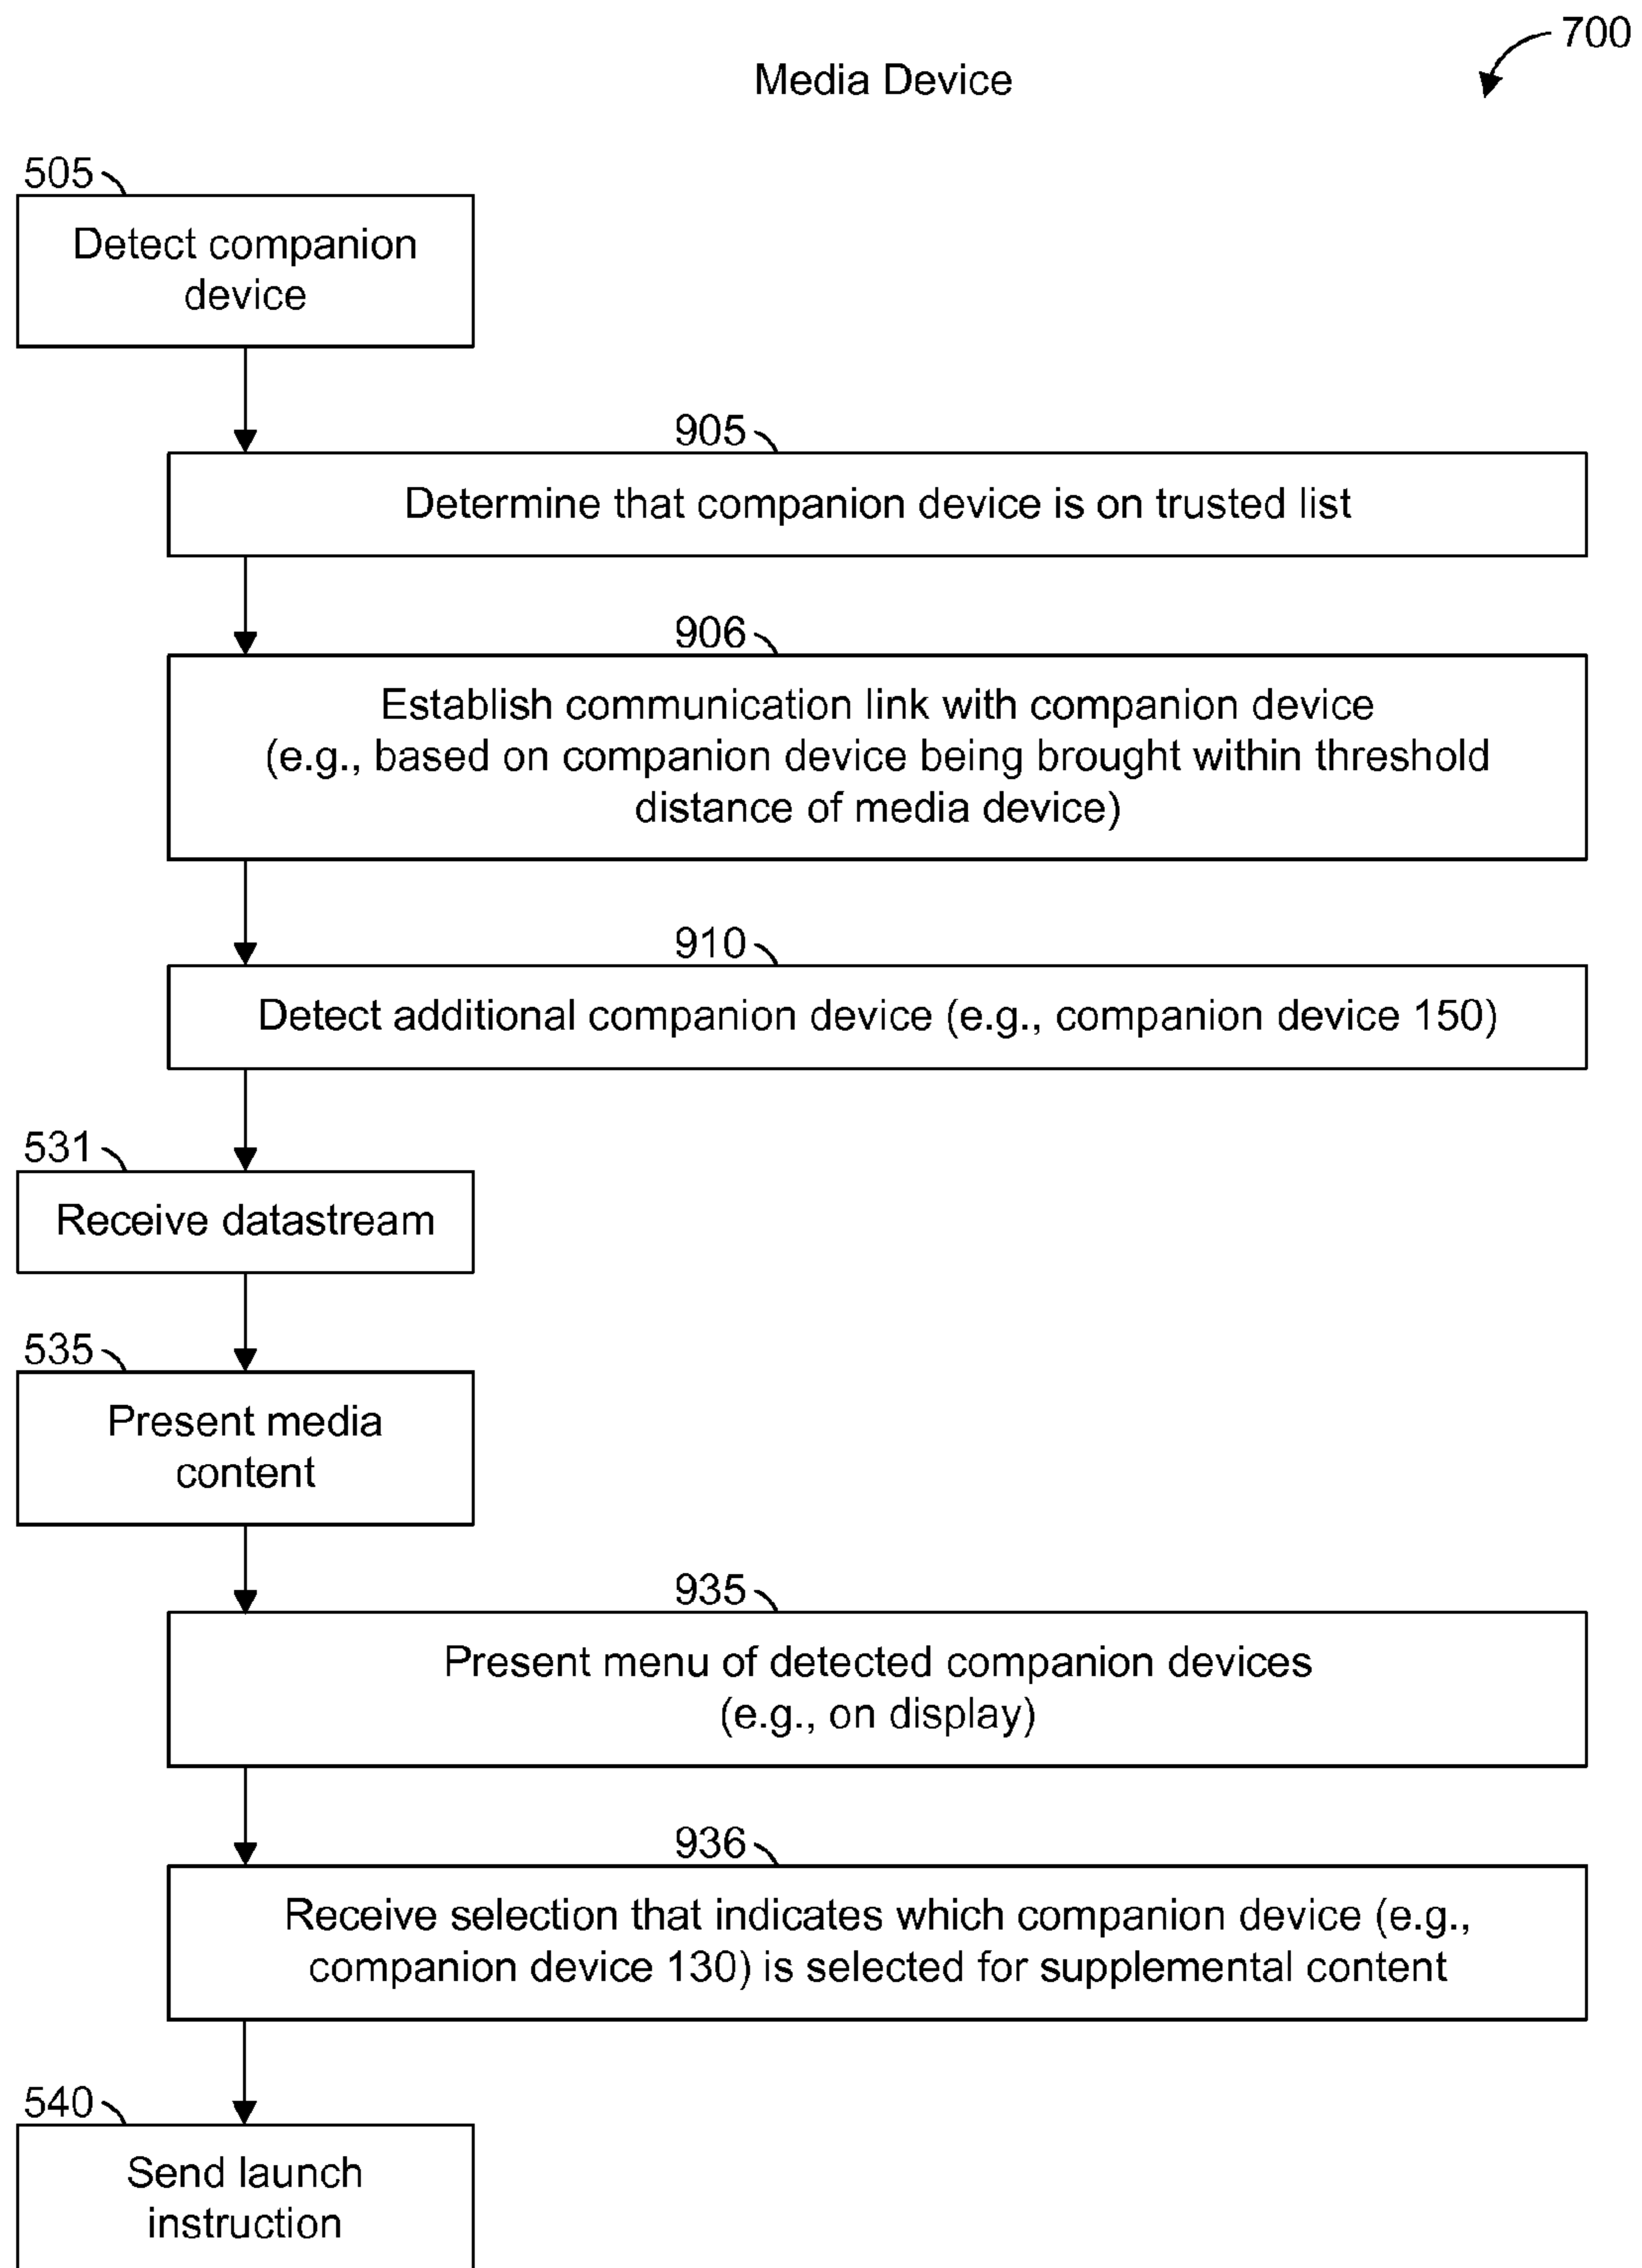 700
Media Device
505
Detect companion
device
905
Determine that companion device is on trusted list
906
Establish communication link with companion device
(e.g., based on companion device being brought within threshold
distance of media device)
910
Detect additional companion device (e.g., companion device 150)
531
Receive datastream
535
Present media
content
935
Present menu of detected companion devices
(e.g., on display)
936
Receive selection that indicates which companion device (e.g.,
companion device 130) is selected for supplemental content
540
Send launch
instruction